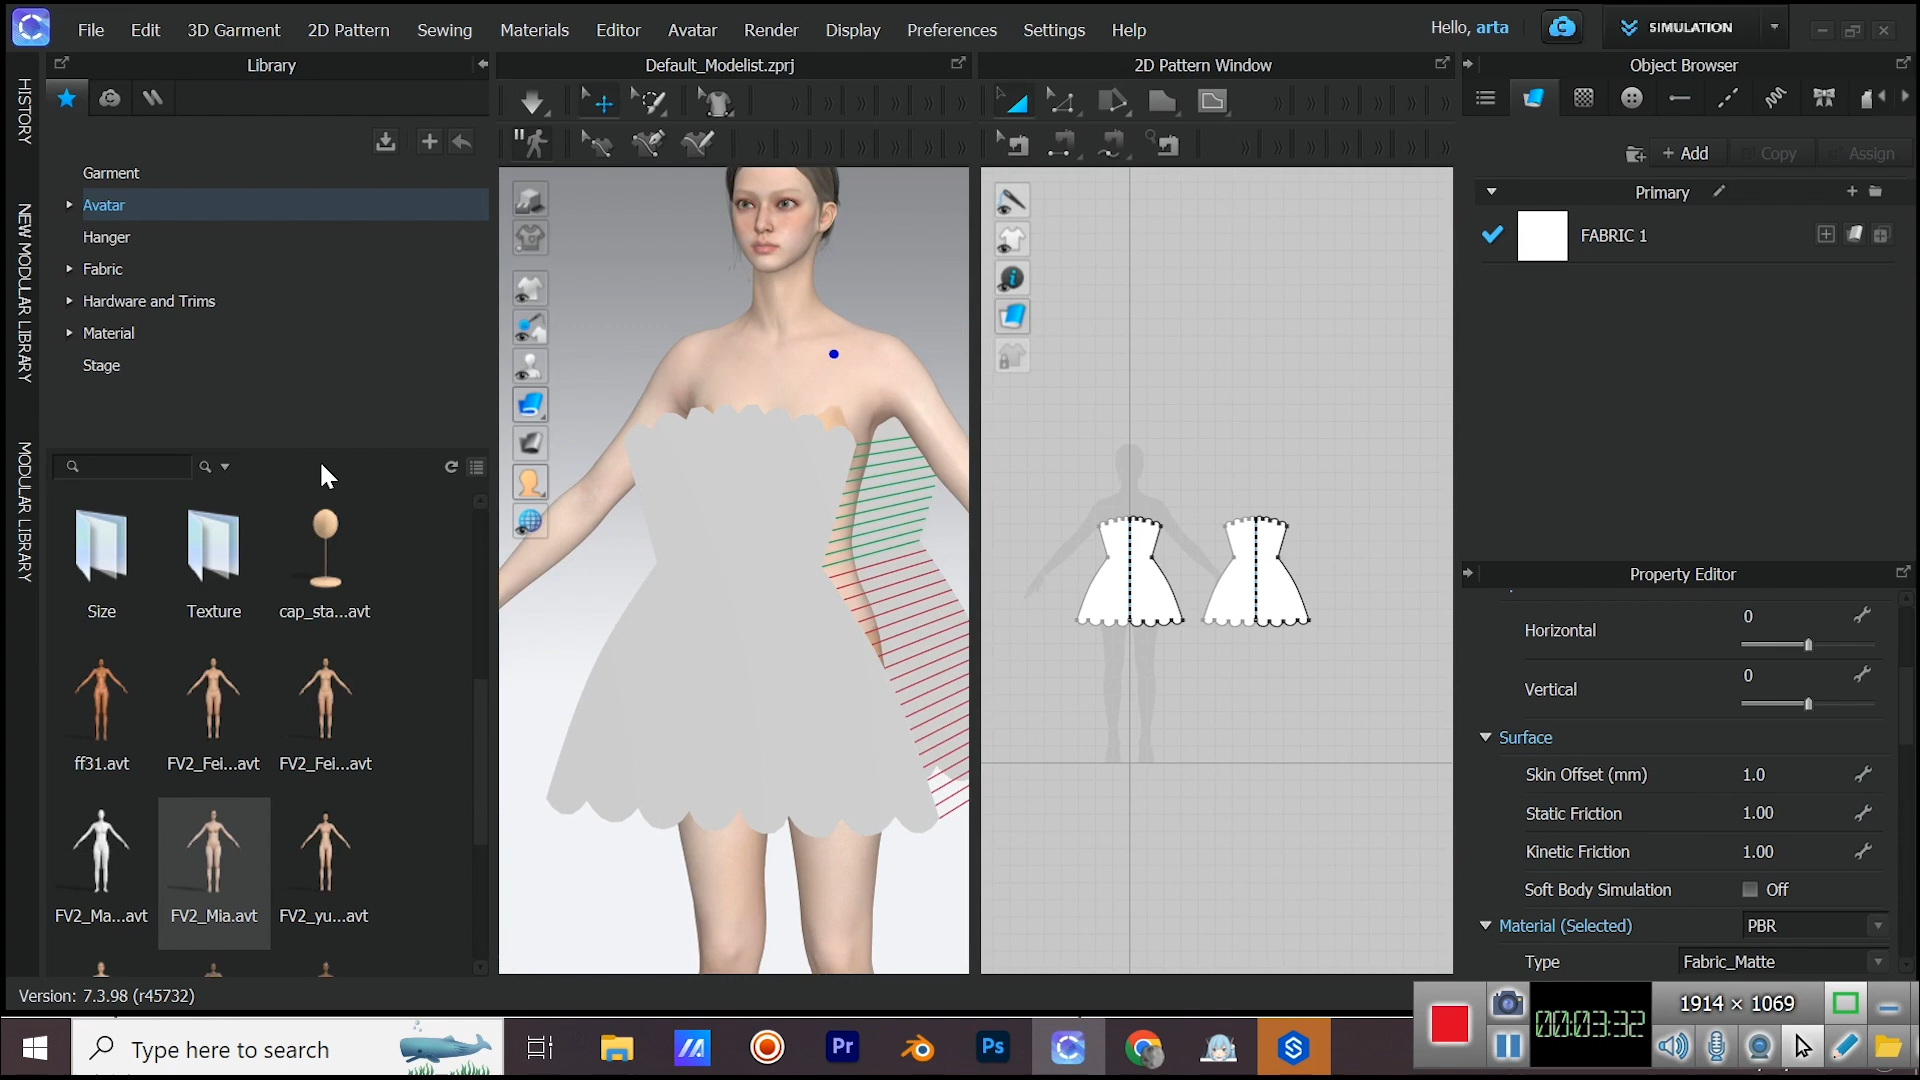 File Edit 3D Garment 2D Pattern Sewing Materials Editor Avatar Render Display Preferences Settings Help
Hello, arta
SIMULATION
Library
Default_Modelist.zprj
2D Pattern Window
Object Browser
HISTORY
NEW MODULAR LIBRARY
MODULAR LIBRARY
Garment
Avatar
Hanger
Fabric
Hardware and Trims
Material
Stage
Size
Texture
cap_sta...avt
ff31.avt
FV2_Fei...avt
FV2_Fei...avt
FV2_Ma...avt
FV2_Mia.avt
FV2_yu...avt
+ Add
Copy
Assign
Primary
FABRIC 1
Property Editor
Horizontal
0
Vertical
0
Surface
Skin Offset (mm)
1.0
Static Friction
1.00
Kinetic Friction
1.00
Soft Body Simulation
Off
Material (Selected)
PBR
Type
Fabric_Matte
Version: 7.3.98 (r45732)
00:03:32
1914 × 1069
Type here to search
Pr
Ps